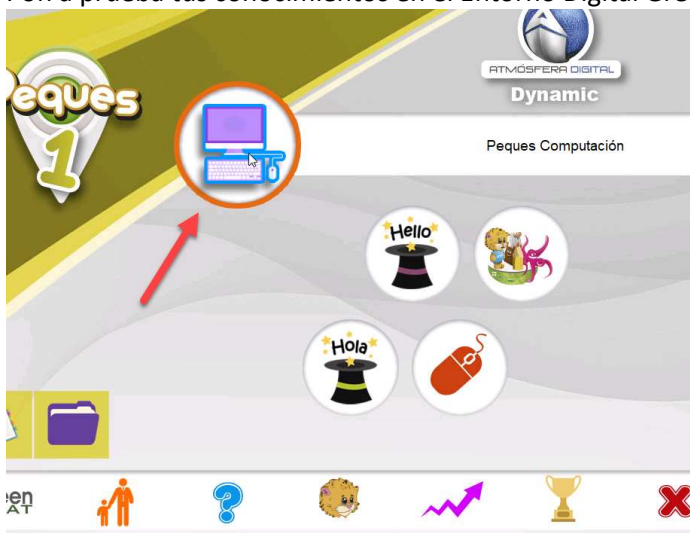 Peques
1
ATMÓSFERA DIGITAL
Dynamic
Peques Computación
Hello
Hola